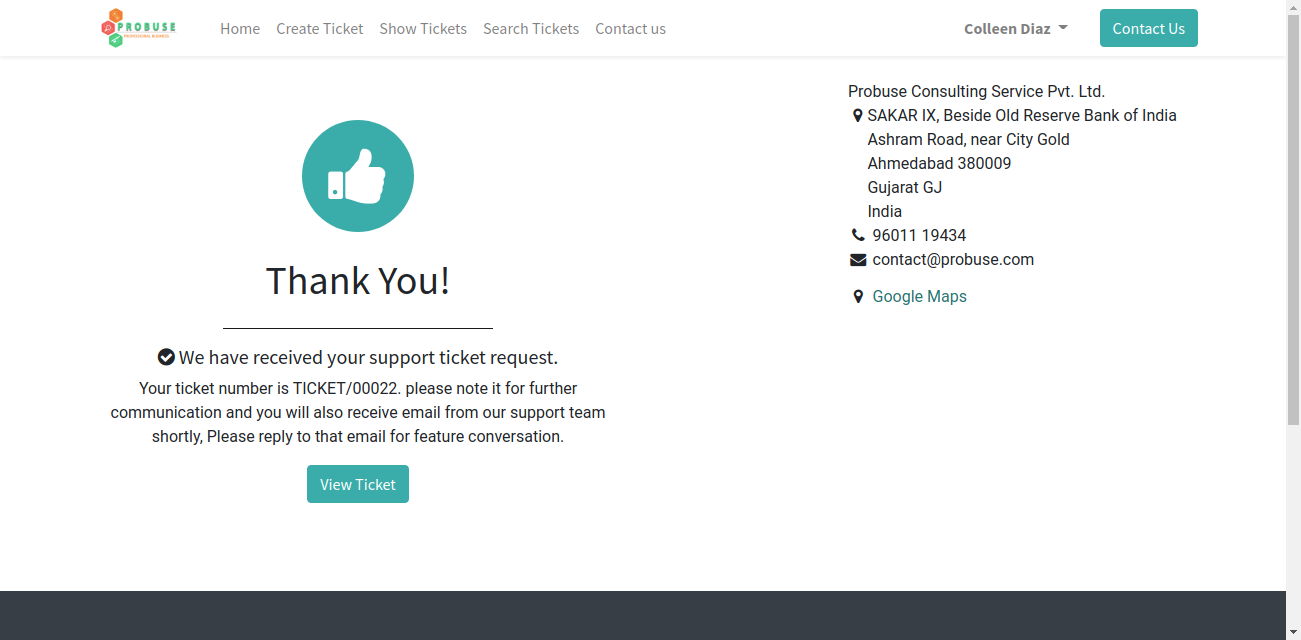 PROBUSE
Home Create Ticket Show Tickets Search Tickets Contact us Colleen Diaz Contact Us
Thank You!
We have received your support ticket request.
Your ticket number is TICKET/00022. please note it for further
communication and you will also receive email from our support team
shortly, Please reply to that email for feature conversation.
View Ticket
Probuse Consulting Service Pvt. Ltd.
SAKAR IX, Beside Old Reserve Bank of India
Ashram Road, near City Gold
Ahmedabad 380009
Gujarat GJ
India
96011 19434
contact@probuse.com
Google Maps